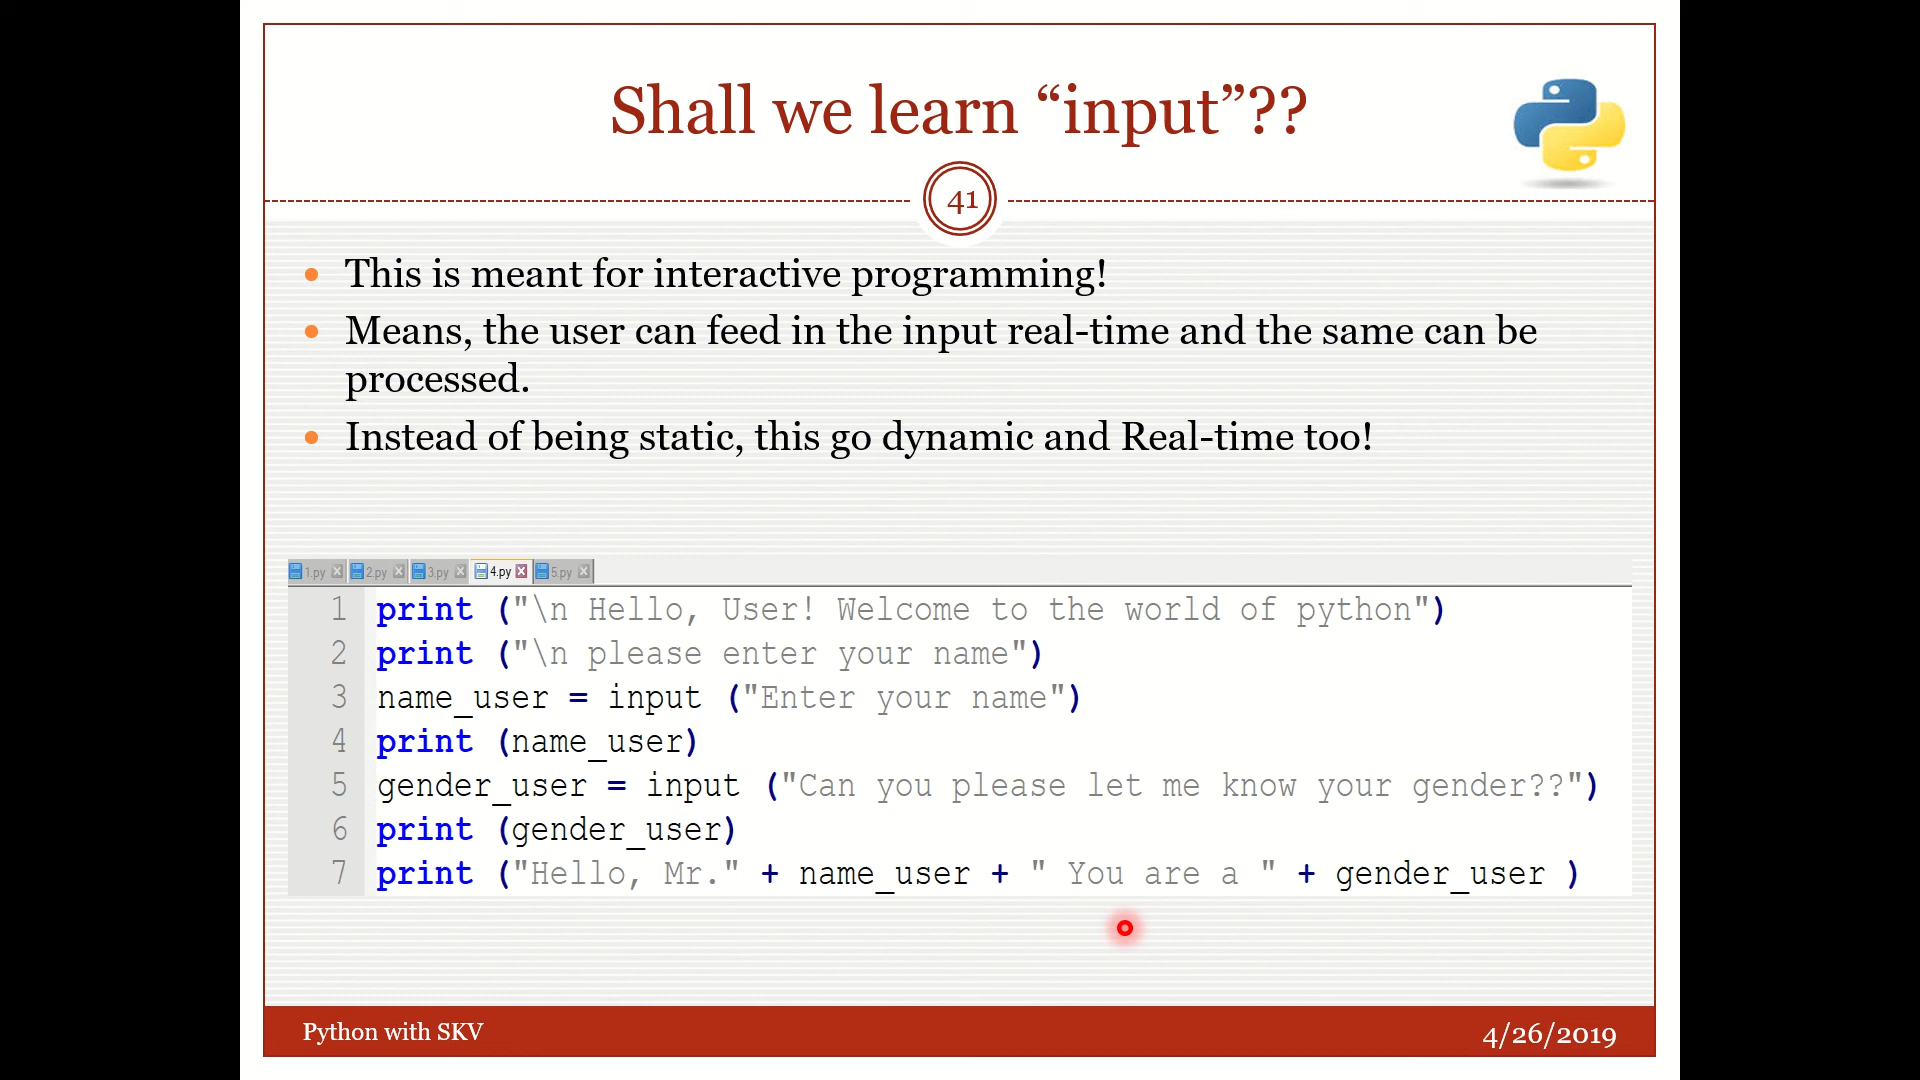 Shall we learn “input”??
41
This is meant for interactive programming!
Means, the user can feed in the input real-time and the same can be
processed.
Instead of being static, this go dynamic and Real-time too!
1.py 2.py 3.py 4.py 5.py
1 print ("\n Hello, User! Welcome to the world of python")
2 print ("\n please enter your name")
3 name_user = input ("Enter your name")
4 print (name_user)
5 gender_user = input ("Can you please let me know your gender??")
6 print (gender_user)
7 print ("Hello, Mr." + name_user + " You are a " + gender_user )
Python with SKV
4/26/2019